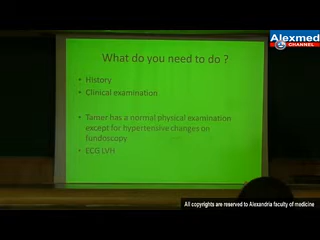 Alexmed
CHANNEL
What do you need to do ?
• History
• Clinical examination
• Tamer has a normal physical examination
except for hypertensive changes on
fundoscopy
• ECG LVH
All copyrights are reserved to Alexandria faculty of medicine